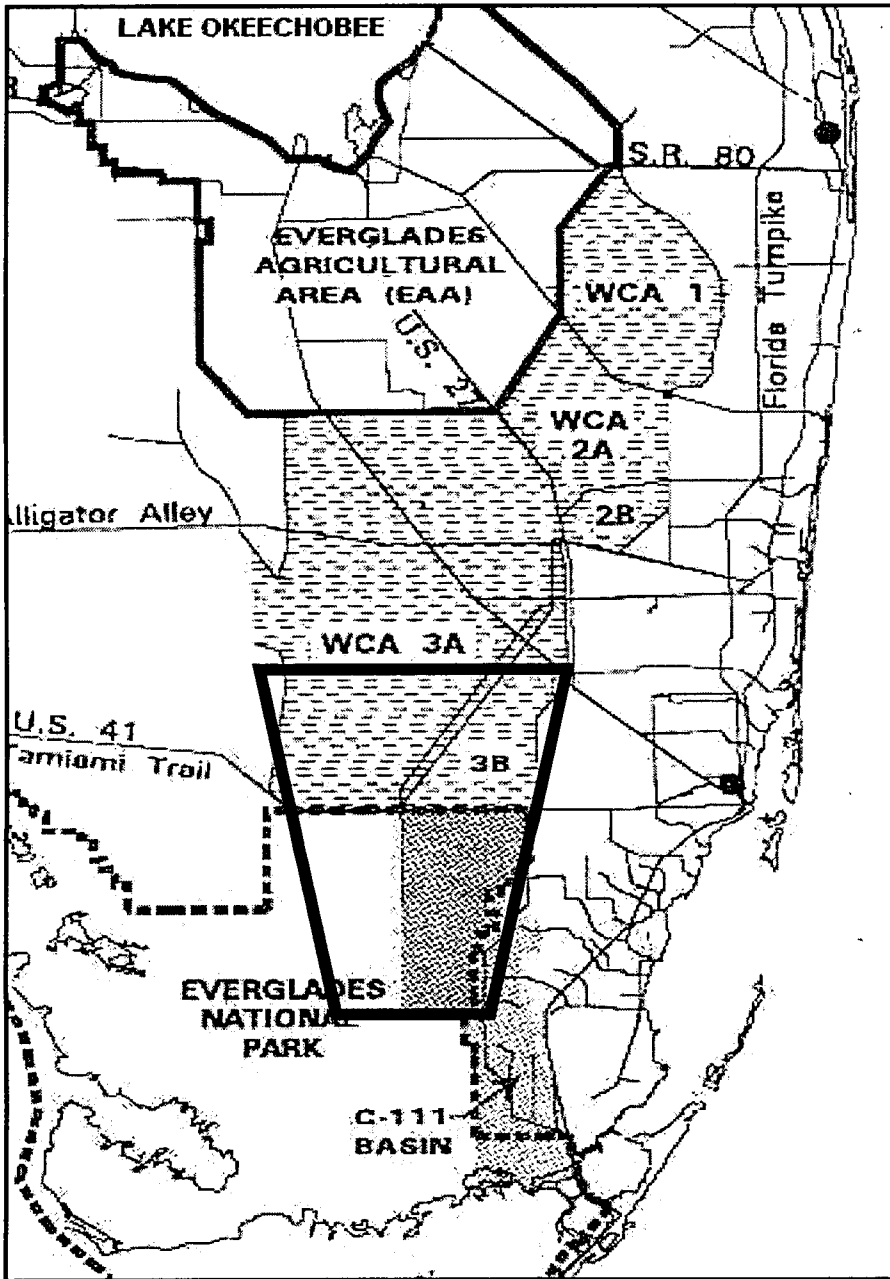 LAKE OKEECHOBEE
S.R. 80
EVERGLADES
AGRICULTURAL
AREA (EAA)
WCA 1
Florida Turnpike
U.S. 27
WCA
2A
2B
Alligator Alley
WCA 3A
U.S. 41
Tamiami Trail
3B
EVERGLADES
NATIONAL
PARK
C-111
BASIN